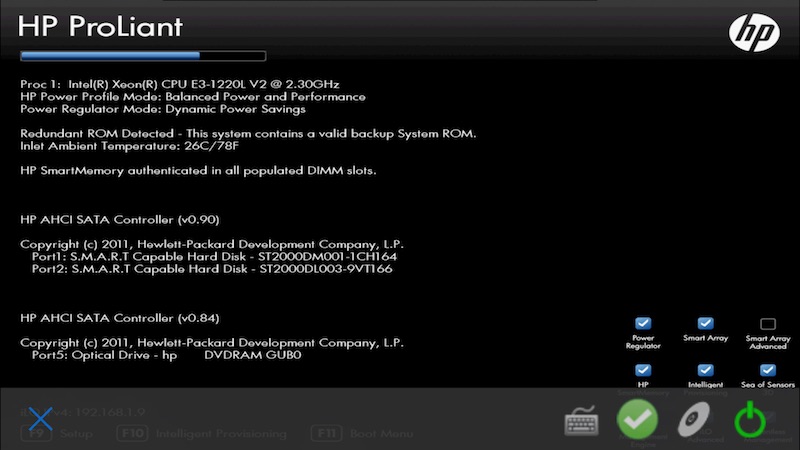 HP ProLiant
hp
Proc 1: Intel(R) Xeon(R) CPU E3-1220L V2 @ 2.30GHz
HP Power Profile Mode: Balanced Power and Performance
Power Regulator Mode: Dynamic Power Savings
Redundant ROM Detected - This system contains a valid backup System ROM.
Inlet Ambient Temperature: 26C/78F
HP SmartMemory authenticated in all populated DIMM slots.
HP AHCI SATA Controller (v0.90)
Copyright (c) 2011, Hewlett-Packard Development Company, L.P.
Port1: S.M.A.R.T Capable Hard Disk - ST2000DM001-1CH164
Port2: S.M.A.R.T Capable Hard Disk - ST2000DL003-9VT166
HP AHCI SATA Controller (v0.84)
Copyright (c) 2011, Hewlett-Packard Development Company, L.P.
Port5: Optical Drive - hp DVDRAM GUB0
Power Regulator
Smart Array
Smart Array Advanced
HP
Intelligent
Sea of Sensors
v4: 192.168.1.9
F9 Setup F10 Intelligent Provisioning F11 Boot Menu